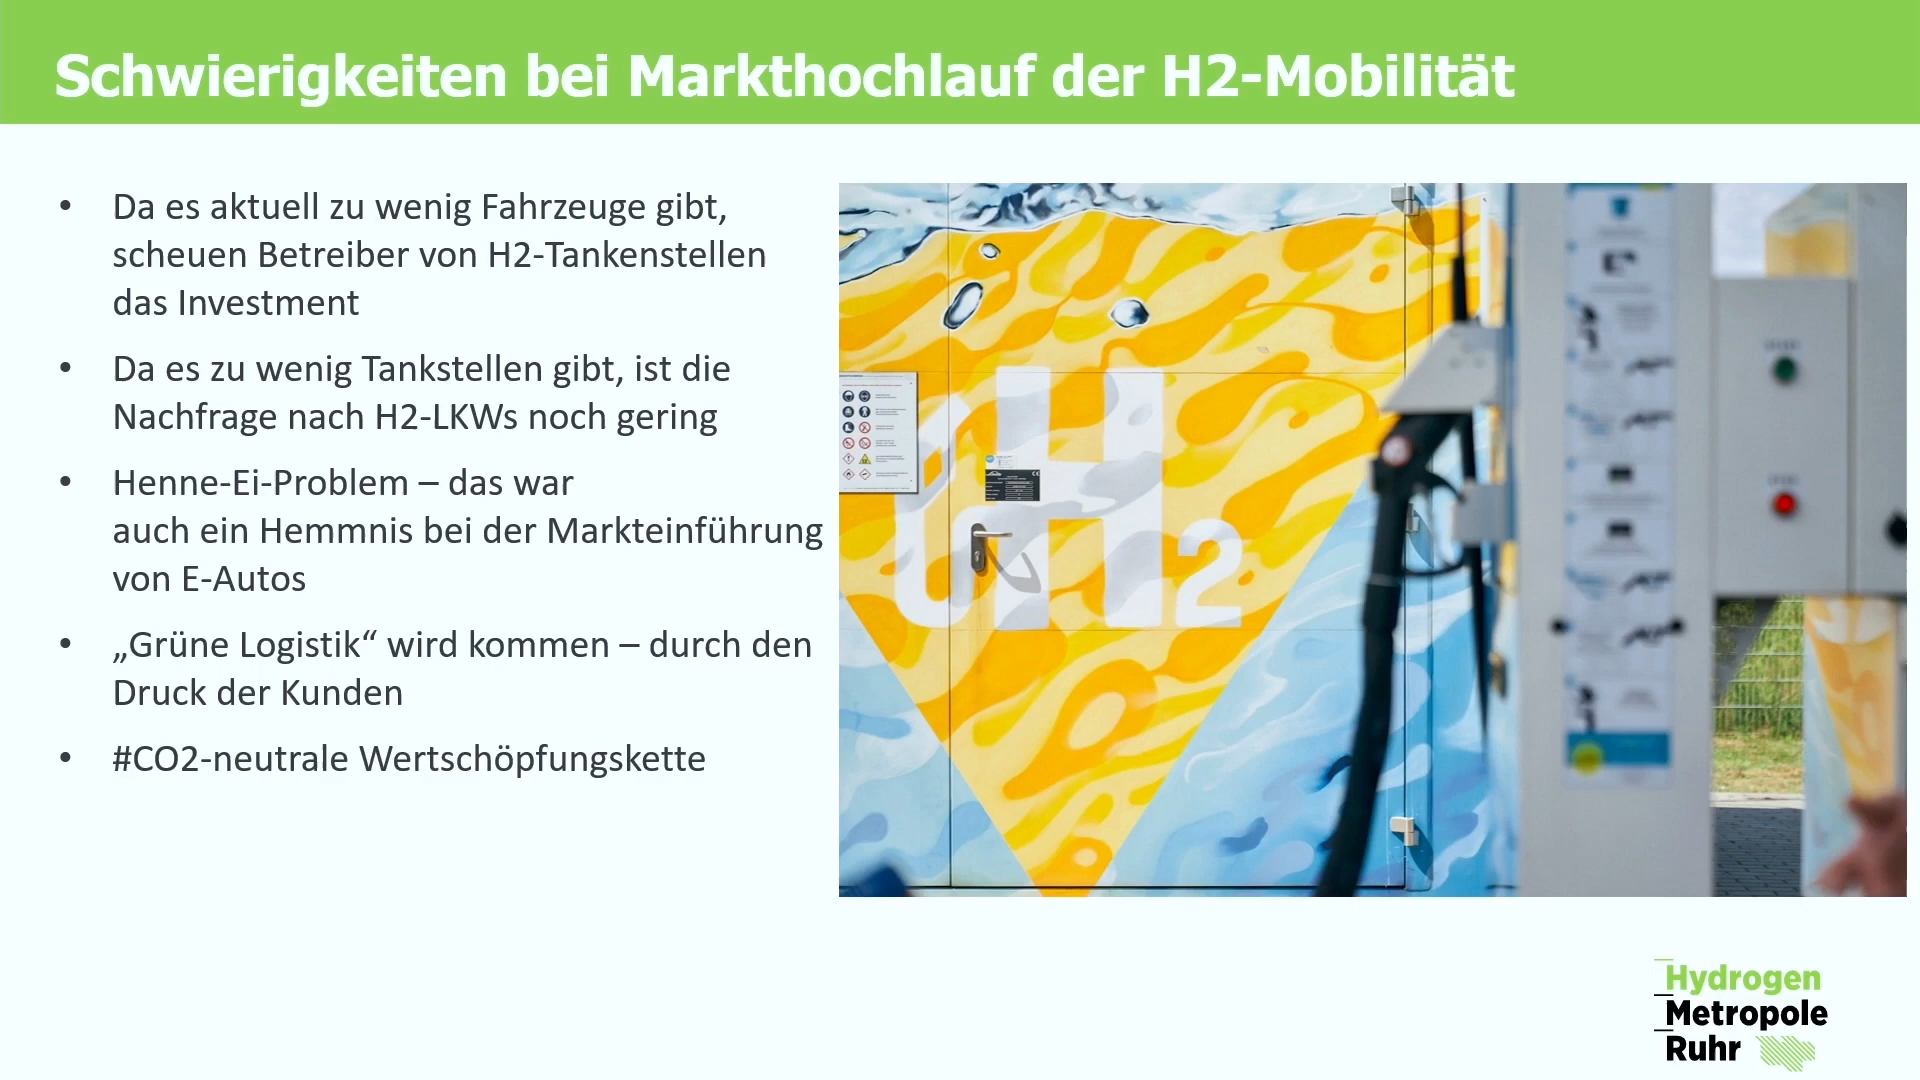 Schwierigkeiten bei Markthochlauf der H2-Mobilität
• Da es aktuell zu wenig Fahrzeuge gibt,
scheuen Betreiber von H2-Tankenstellen
das Investment
• Da es zu wenig Tankstellen gibt, ist die
Nachfrage nach H2-LKWs noch gering
• Henne-Ei-Problem – das war
auch ein Hemmnis bei der Markteinführung
von E-Autos
• „Grüne Logistik“ wird kommen – durch den
Druck der Kunden
• #CO2-neutrale Wertschöpfungskette
H2
Hydrogen
Metropole
Ruhr